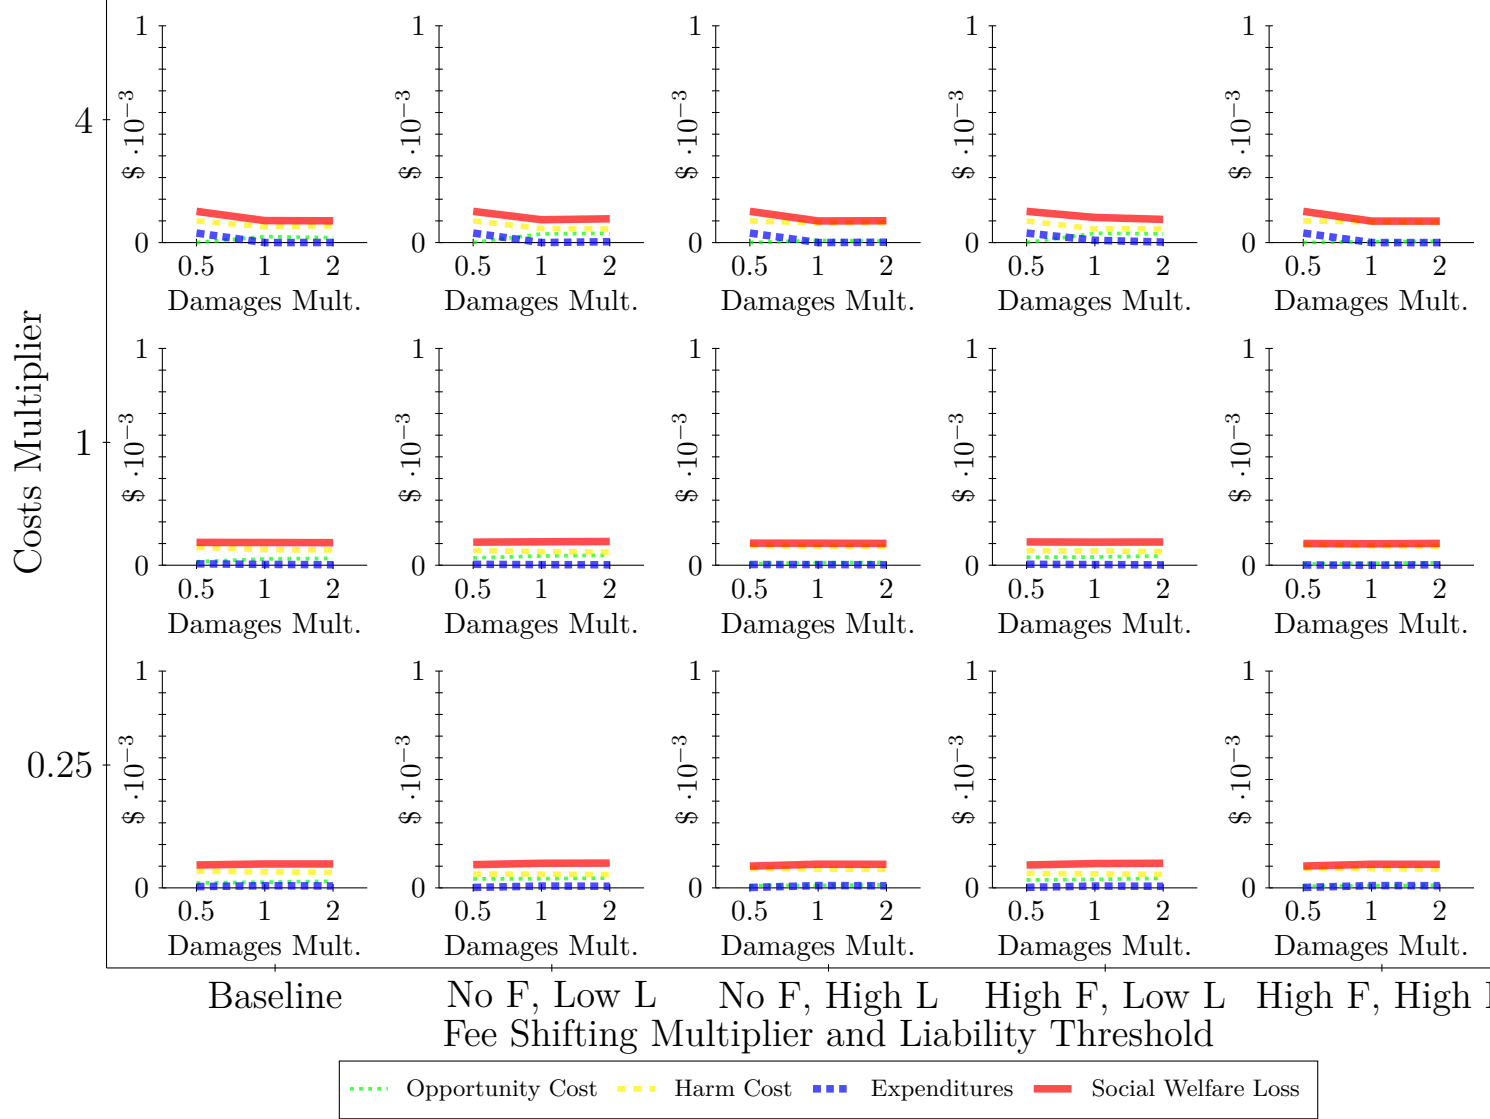 1 1 1 1 1
$ ·10⁻³ $ ·10⁻³ $ ·10⁻³ $ ·10⁻³ $ ·10⁻³
4
0 0 0 0 0
0.5 1 2 0.5 1 2 0.5 1 2 0.5 1 2 0.5 1 2
Damages Mult. Damages Mult. Damages Mult. Damages Mult. Damages Mult.
Costs Multiplier
1 1 1 1 1
$ ·10⁻³ $ ·10⁻³ $ ·10⁻³ $ ·10⁻³ $ ·10⁻³
1
0 0 0 0 0
0.5 1 2 0.5 1 2 0.5 1 2 0.5 1 2 0.5 1 2
Damages Mult. Damages Mult. Damages Mult. Damages Mult. Damages Mult.
1 1 1 1 1
$ ·10⁻³ $ ·10⁻³ $ ·10⁻³ $ ·10⁻³ $ ·10⁻³
0.25
0 0 0 0 0
0.5 1 2 0.5 1 2 0.5 1 2 0.5 1 2 0.5 1 2
Damages Mult. Damages Mult. Damages Mult. Damages Mult. Damages Mult.
Baseline No F, Low L No F, High L High F, Low L High F, High
Fee Shifting Multiplier and Liability Threshold
Opportunity Cost Harm Cost Expenditures Social Welfare Loss